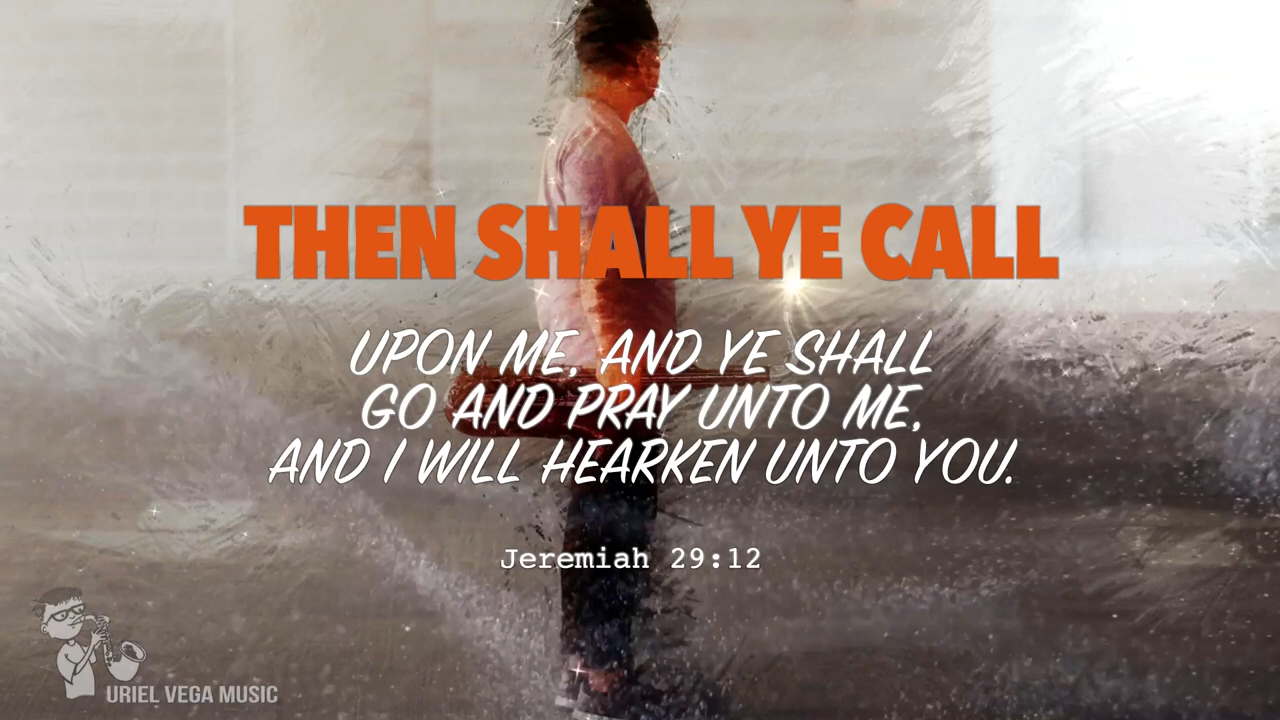 THEN SHALL YE CALL
UPON ME, AND YE SHALL
GO AND PRAY UNTO ME,
AND I WILL HEARKEN UNTO YOU.
Jeremiah 29:12
URIEL VEGA MUSIC